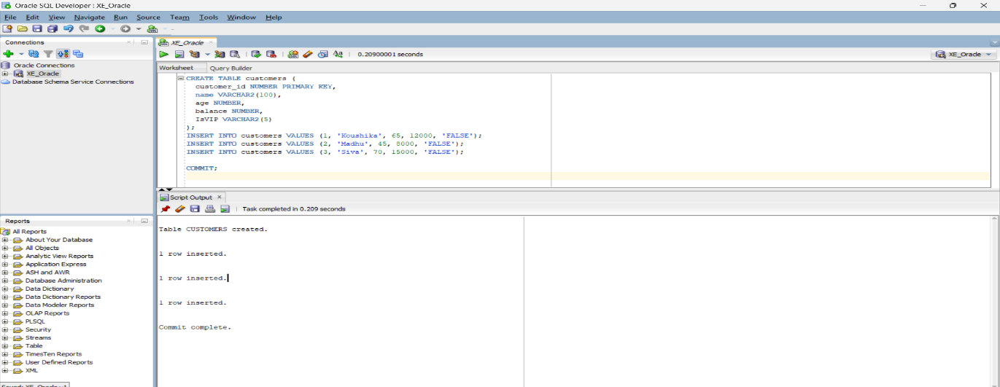 Oracle SQL Developer : XE_Oracle
File Edit View Navigate Run Source Team Tools Window Help
Connections
Oracle Connections
XE_Oracle
Database Schema Service Connections
Reports
All Reports
About Your Database
All Objects
Analytic View Reports
Application Express
ASH and AWR
Database Administration
Data Dictionary
Data Dictionary Reports
Data Modeler Reports
OLAP Reports
PLSQL
Security
Streams
Table
TimesTen Reports
User Defined Reports
XML
XE_Oracle
0.20900001 seconds
XE_Oracle
Worksheet Query Builder
CREATE TABLE customers (
customer_id NUMBER PRIMARY KEY,
name VARCHAR2(100),
age NUMBER,
balance NUMBER,
IsVIP VARCHAR2(5)
);
INSERT INTO customers VALUES (1, 'Koushika', 65, 12000, 'FALSE');
INSERT INTO customers VALUES (2, 'Madhu', 45, 8000, 'FALSE');
INSERT INTO customers VALUES (3, 'Siva', 70, 15000, 'FALSE');
COMMIT;
Script Output
Task completed in 0.209 seconds
Table CUSTOMERS created.
1 row inserted.
1 row inserted.
1 row inserted.
Commit complete.